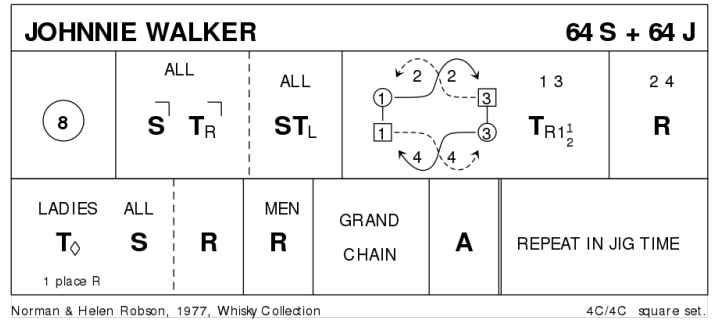 JOHNNIE WALKER 64 S + 64 J
8
ALL
S TR
ALL
STL
2 2
1 3
1 3
4 4
1 3
TR1 1/2
2 4
R
LADIES ALL
T◊ S
1 place R
R
MEN
R
GRAND
CHAIN
A
REPEAT IN JIG TIME
Norman & Helen Robson, 1977, Whisky Collection 4C/4C square set.